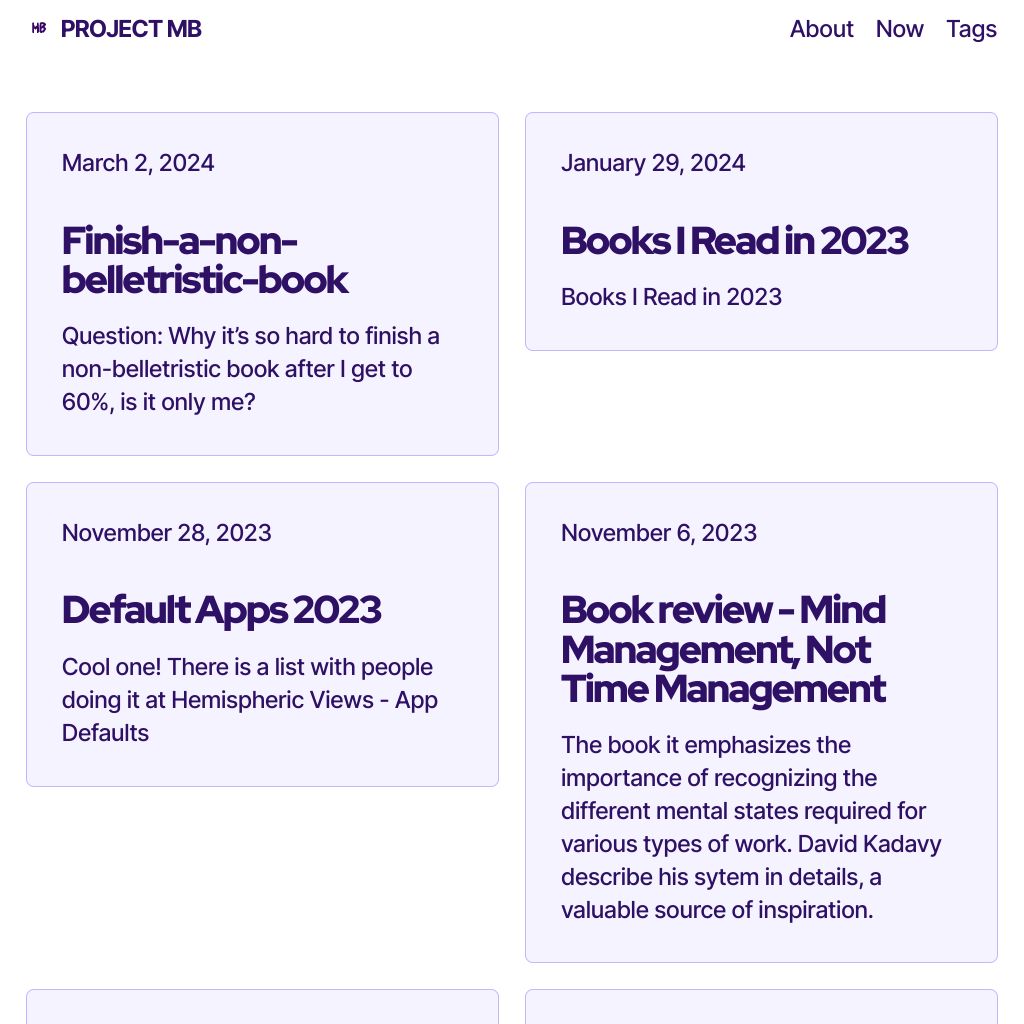 MB PROJECT MB
About Now Tags
March 2, 2024
Finish-a-non-
belletristic-book
Question: Why it’s so hard to finish a
non-belletristic book after I get to
60%, is it only me?
January 29, 2024
Books I Read in 2023
Books I Read in 2023
November 28, 2023
Default Apps 2023
Cool one! There is a list with people
doing it at Hemispheric Views - App
Defaults
November 6, 2023
Book review - Mind
Management, Not
Time Management
The book it emphasizes the
importance of recognizing the
different mental states required for
various types of work. David Kadavy
describe his sytem in details, a
valuable source of inspiration.